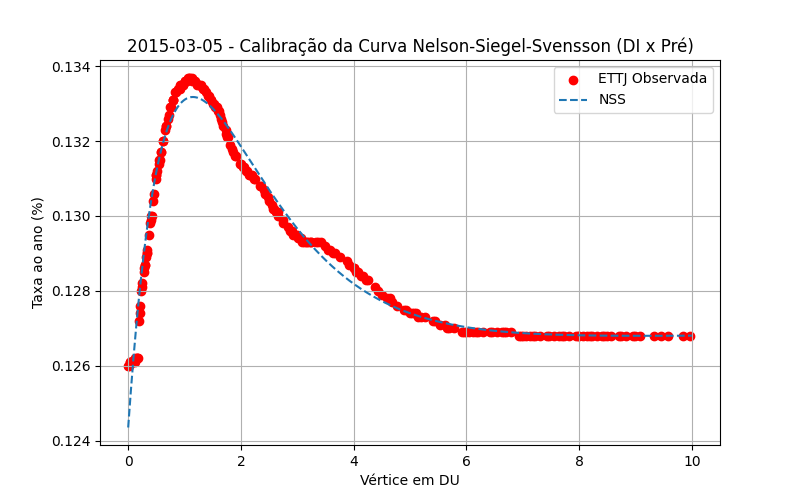 2015-03-05 - Calibração da Curva Nelson-Siegel-Svensson (DI x Pré)
ETTJ Observada
NSS
Taxa ao ano (%)
0.134
0.132
0.130
0.128
0.126
0.124
0 2 4 6 8 10
Vértice em DU